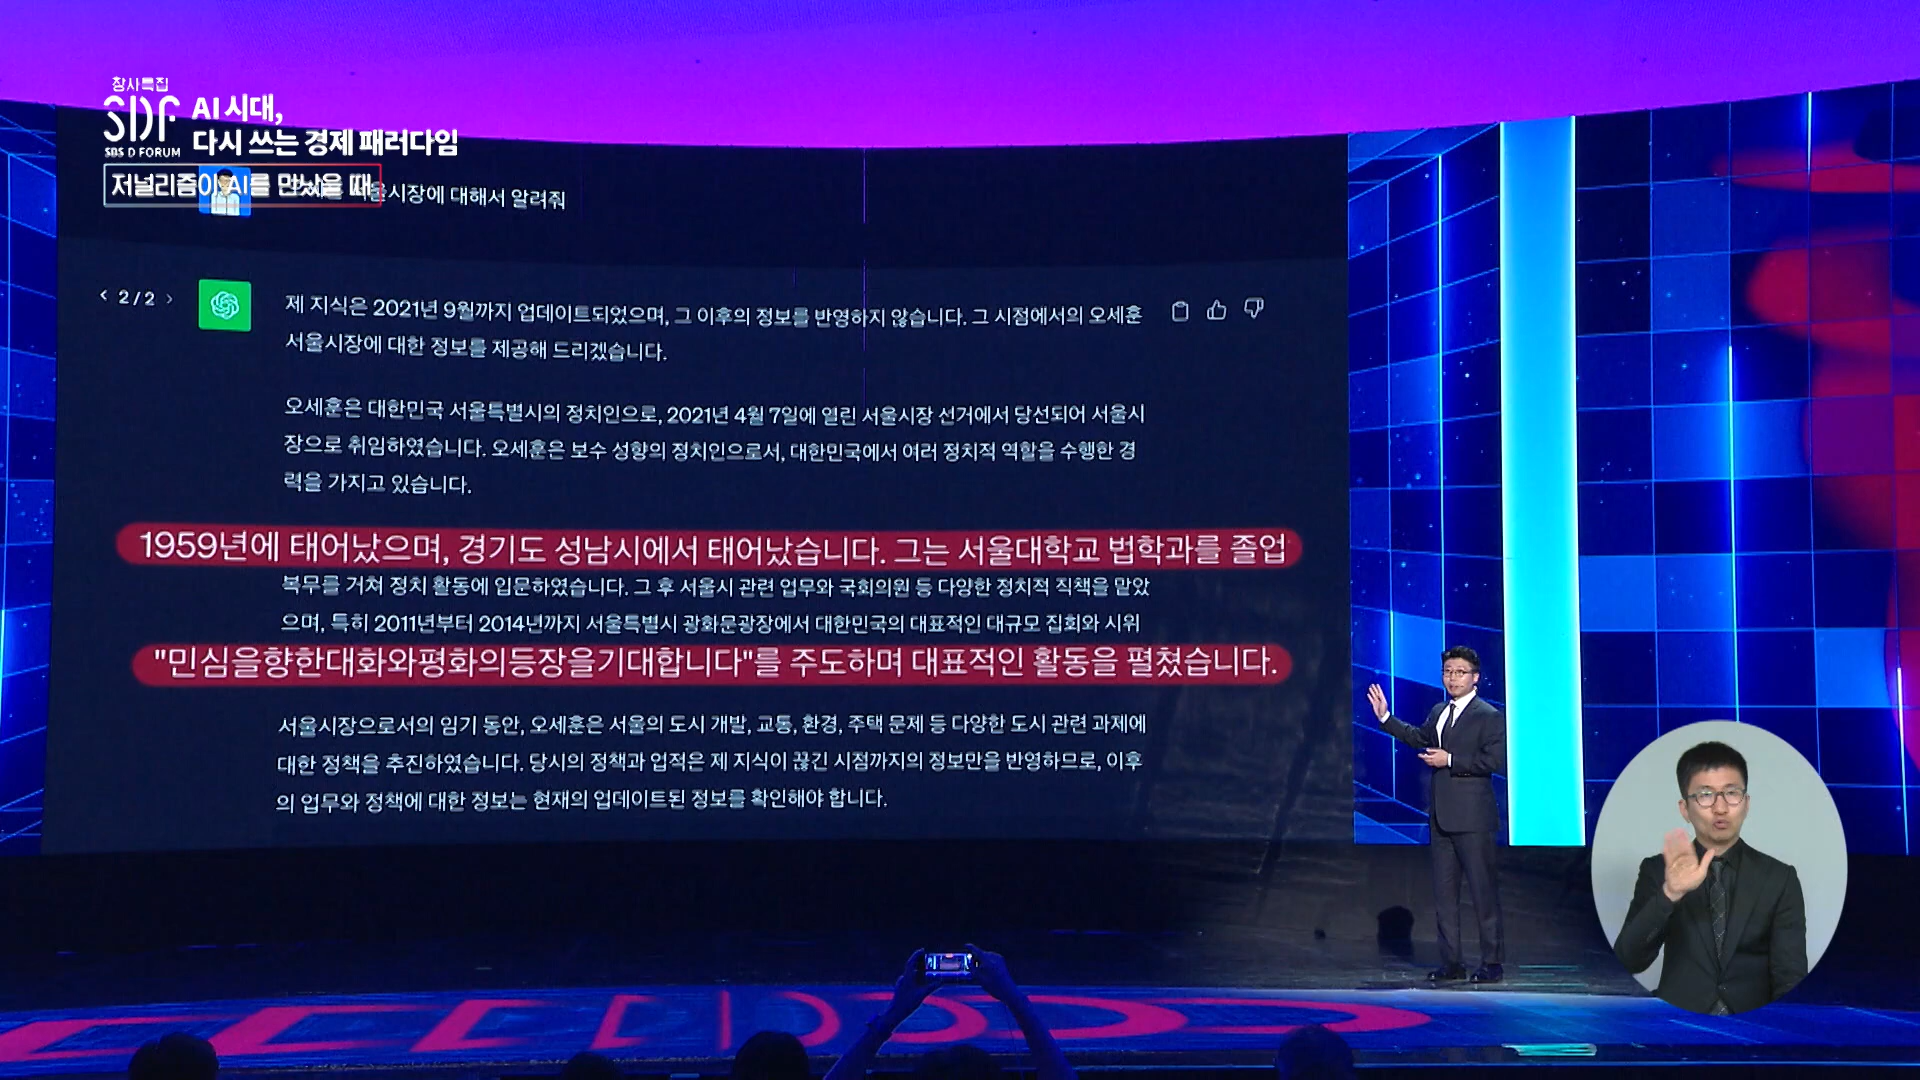 창사특집
SDF
SBS D FORUM
AI 시대,
다시 쓰는 경제 패러다임
저널리즘이 AI를 만났을 때
서울시장에 대해서 알려줘
< 2 / 2 >
제 지식은 2021년 9월까지 업데이트되었으며, 그 이후의 정보를 반영하지 않습니다. 그 시점에서의 오세훈
서울시장에 대한 정보를 제공해 드리겠습니다.
오세훈은 대한민국 서울특별시의 정치인으로, 2021년 4월 7일에 열린 서울시장 선거에서 당선되어 서울시
장으로 취임하였습니다. 오세훈은 보수 성향의 정치인으로서, 대한민국에서 여러 정치적 역할을 수행한 경
력을 가지고 있습니다.
1959년에 태어났으며, 경기도 성남시에서 태어났습니다. 그는 서울대학교 법학과를 졸업
복무를 거쳐 정치 활동에 입문하였습니다. 그 후 서울시 관련 업무와 국회의원 등 다양한 정치적 직책을 맡았
으며, 특히 2011년부터 2014년까지 서울특별시 광화문광장에서 대한민국의 대표적인 대규모 집회와 시위
"민심을향한대화와평화의등장을기대합니다"를 주도하며 대표적인 활동을 펼쳤습니다.
서울시장으로서의 임기 동안, 오세훈은 서울의 도시 개발, 교통, 환경, 주택 문제 등 다양한 도시 관련 과제에
대한 정책을 추진하였습니다. 당시의 정책과 업적은 제 지식이 끊긴 시점까지의 정보만을 반영하므로, 이후
의 업무와 정책에 대한 정보는 현재의 업데이트된 정보를 확인해야 합니다.